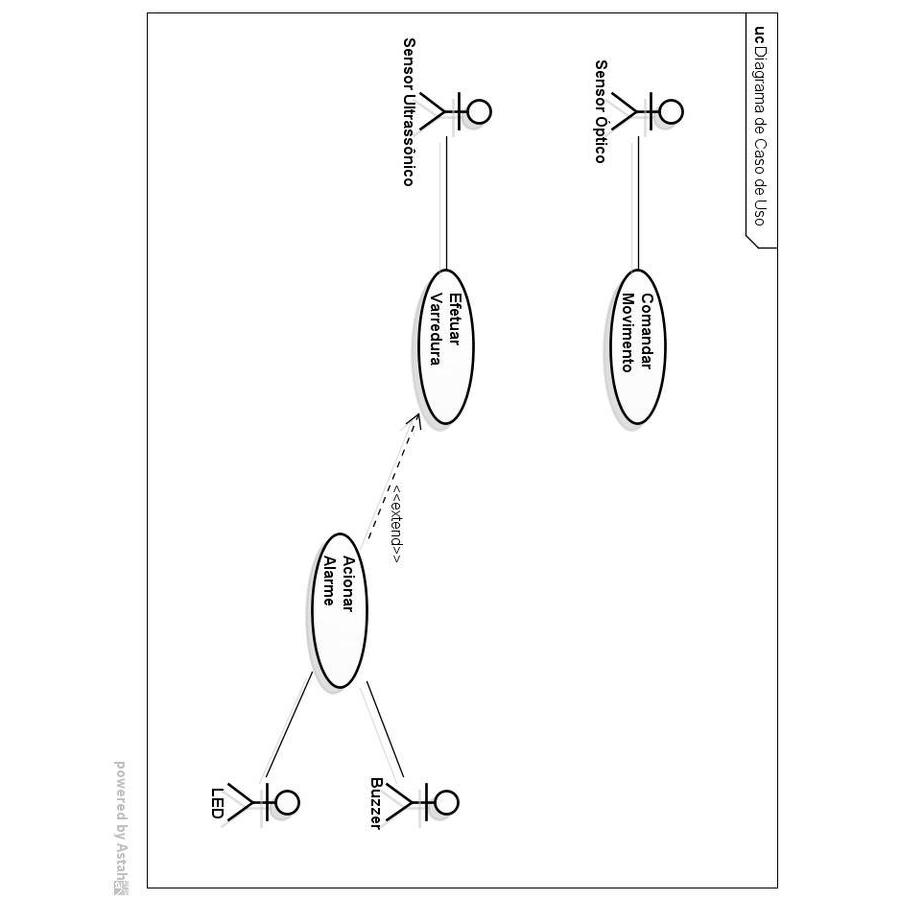 uc Diagrama de Caso de Uso
Sensor Óptico
Comandar
Movimento
Sensor Ultrassônico
Efetuar
Varredura
<<extend>>
Acionar
Alarme
Buzzer
LED
powered by Astah